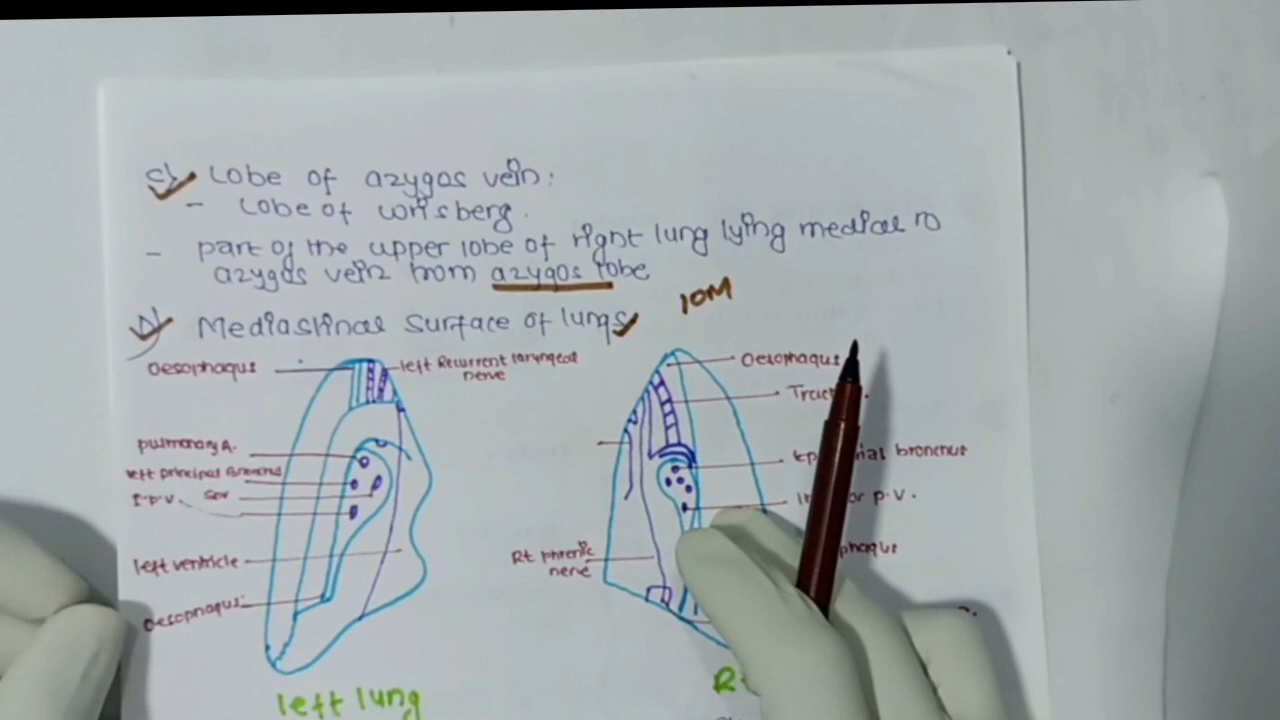 c) Lobe of azygos vein:
- Lobe of wrisberg.
- part of the upper lobe of right lung lying medial to
azygos vein from azygos lobe
D) Mediastinal surface of lungs
10M
Oesophagus
left Recurrent laryngeal
nerve
pulmonary A.
left principal Bronchus
I.p.v.
left ventricle
Oesophagus
left lung
Oesophagus
bronchus
p.v.
Rt phrenic
nerve